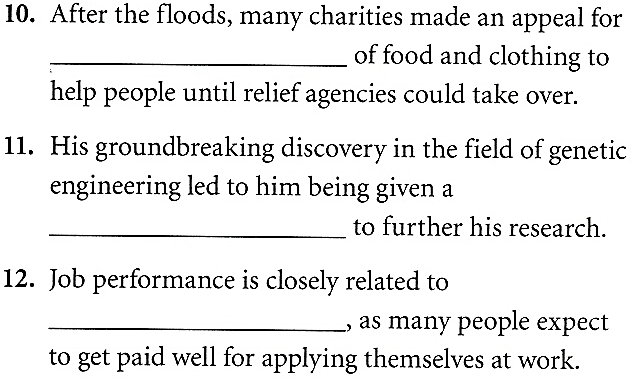 10. After the floods, many charities made an appeal for
____________________ of food and clothing to
help people until relief agencies could take over.
11. His groundbreaking discovery in the field of genetic
engineering led to him being given a
____________________ to further his research.
12. Job performance is closely related to
____________________, as many people expect
to get paid well for applying themselves at work.